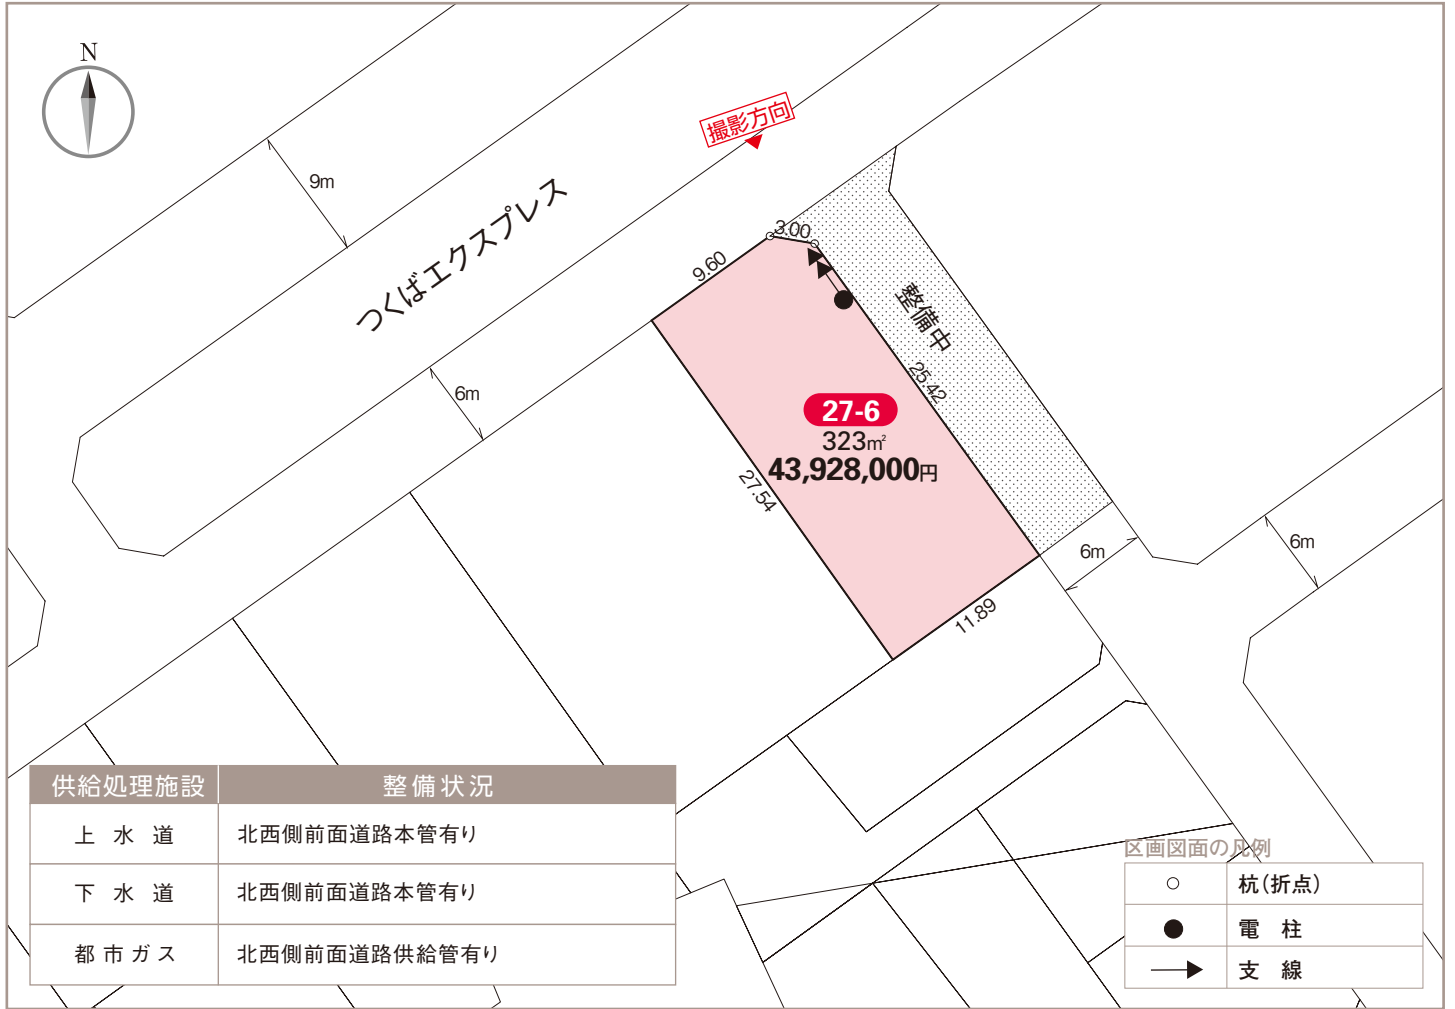 N
撮影方向
9m
つくばエクスプレス
3.00
9.60
整備中
6m
25.42
27-6
323㎡
43,928,000円
27.54
6m
6m
11.89
供給処理施設 整備状況
上水道 北西側前面道路本管有り
下水道 北西側前面道路本管有り
都市ガス 北西側前面道路供給管有り
区画図面の凡例
杭(折点)
電柱
支線